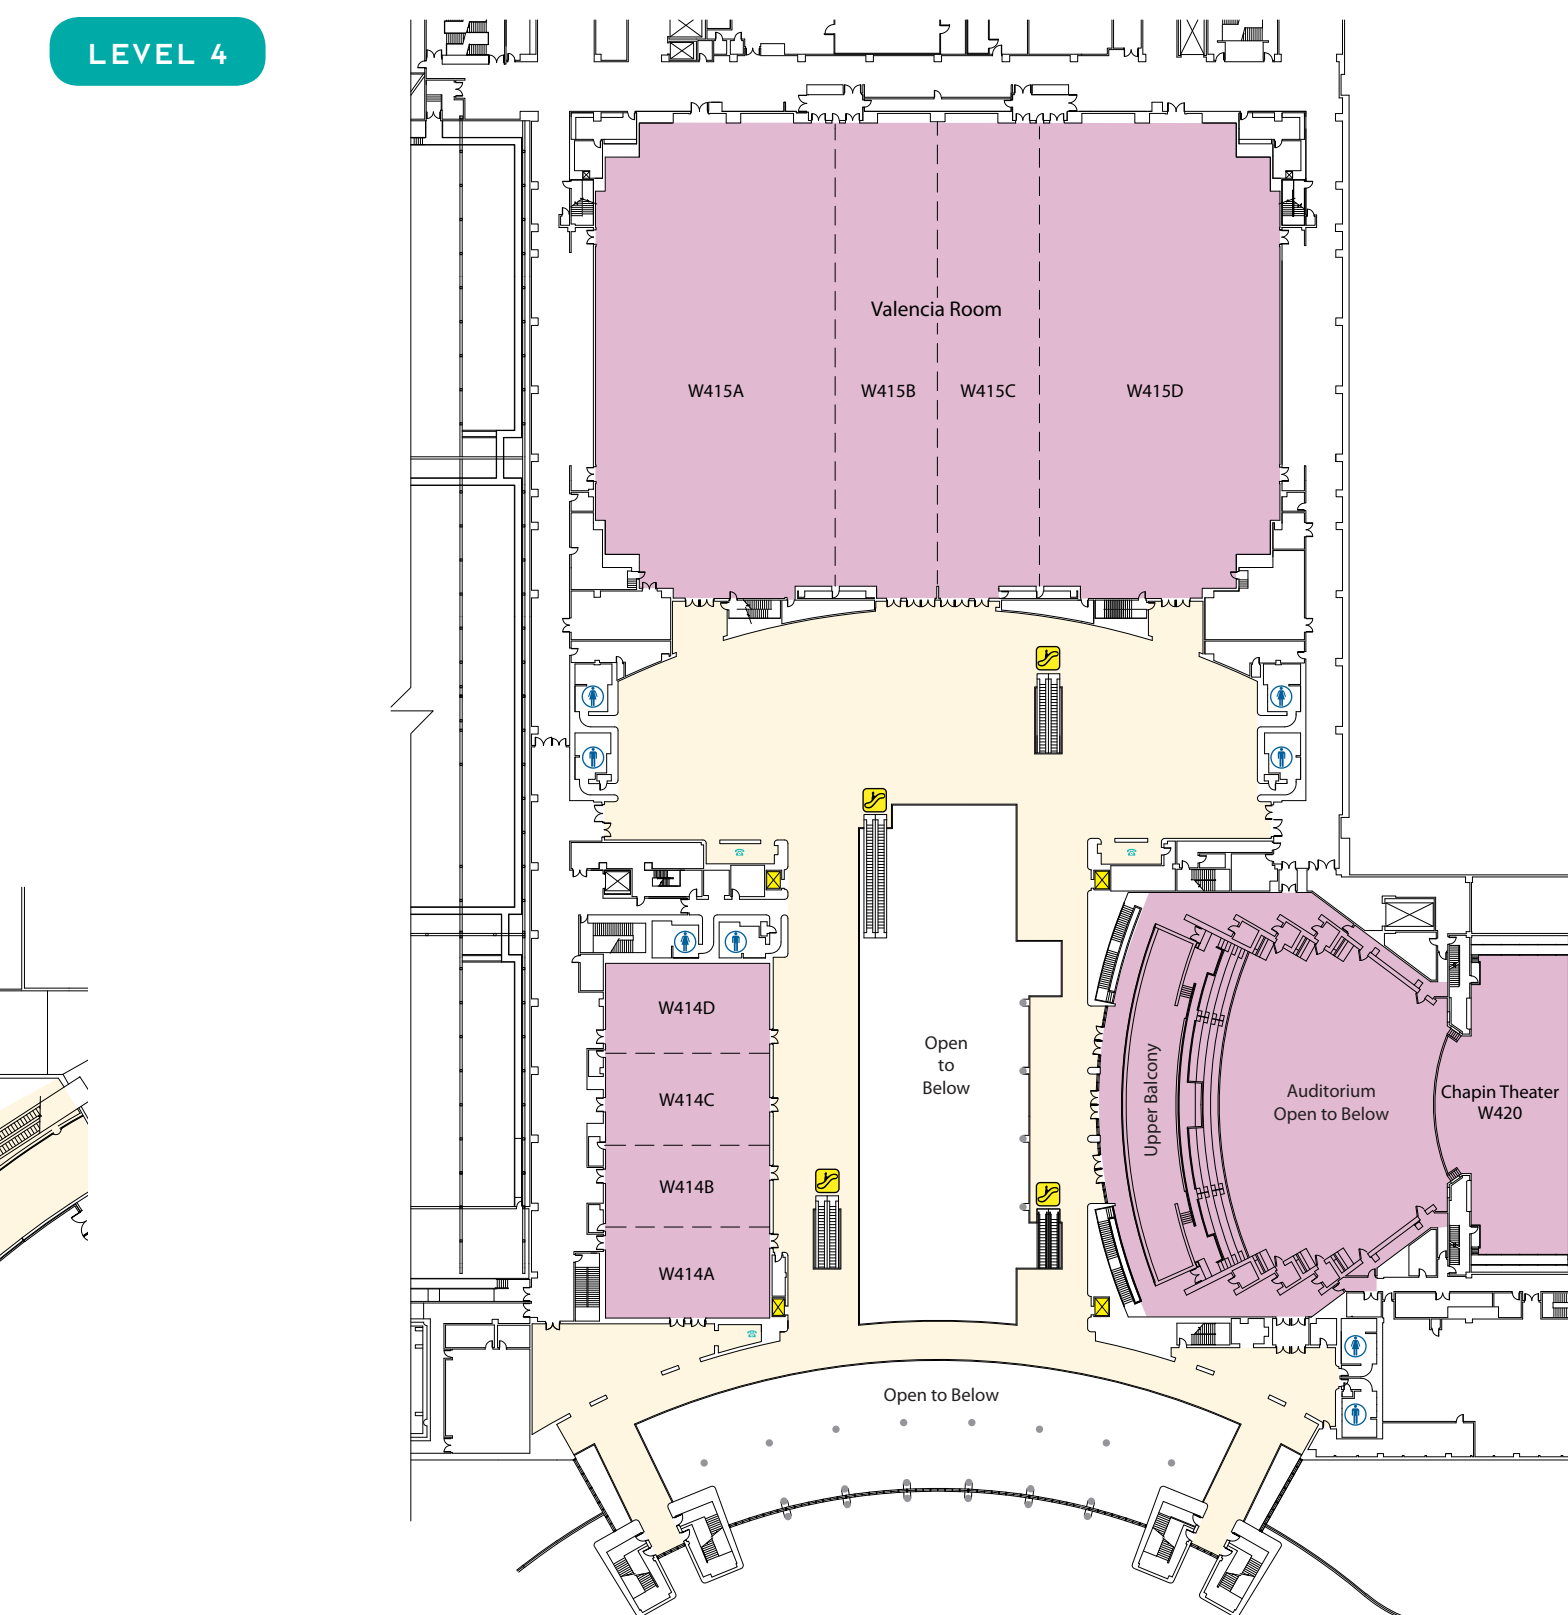 LEVEL 4
Valencia Room
W415A
W415B
W415C
W415D
W414D
W414C
W414B
W414A
Open
to
Below
Upper Balcony
Auditorium
Open to Below
Chapin Theater
W420
Open to Below